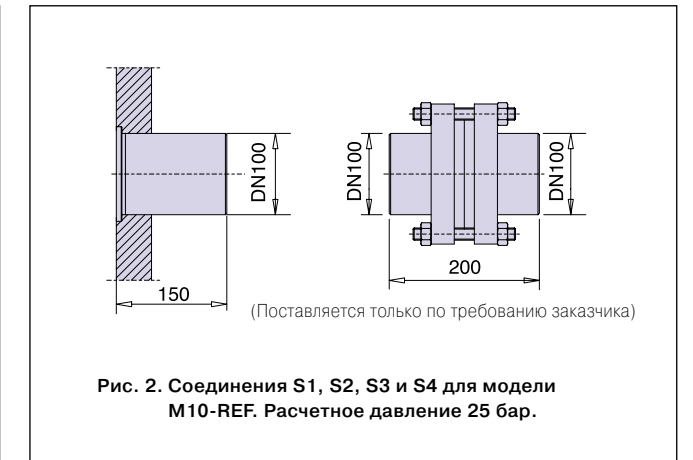 DN100
DN100
DN100
150
200
(Поставляется только по требованию заказчика)
Рис. 2. Соединения S1, S2, S3 и S4 для модели
M10-REF. Расчетное давление 25 бар.